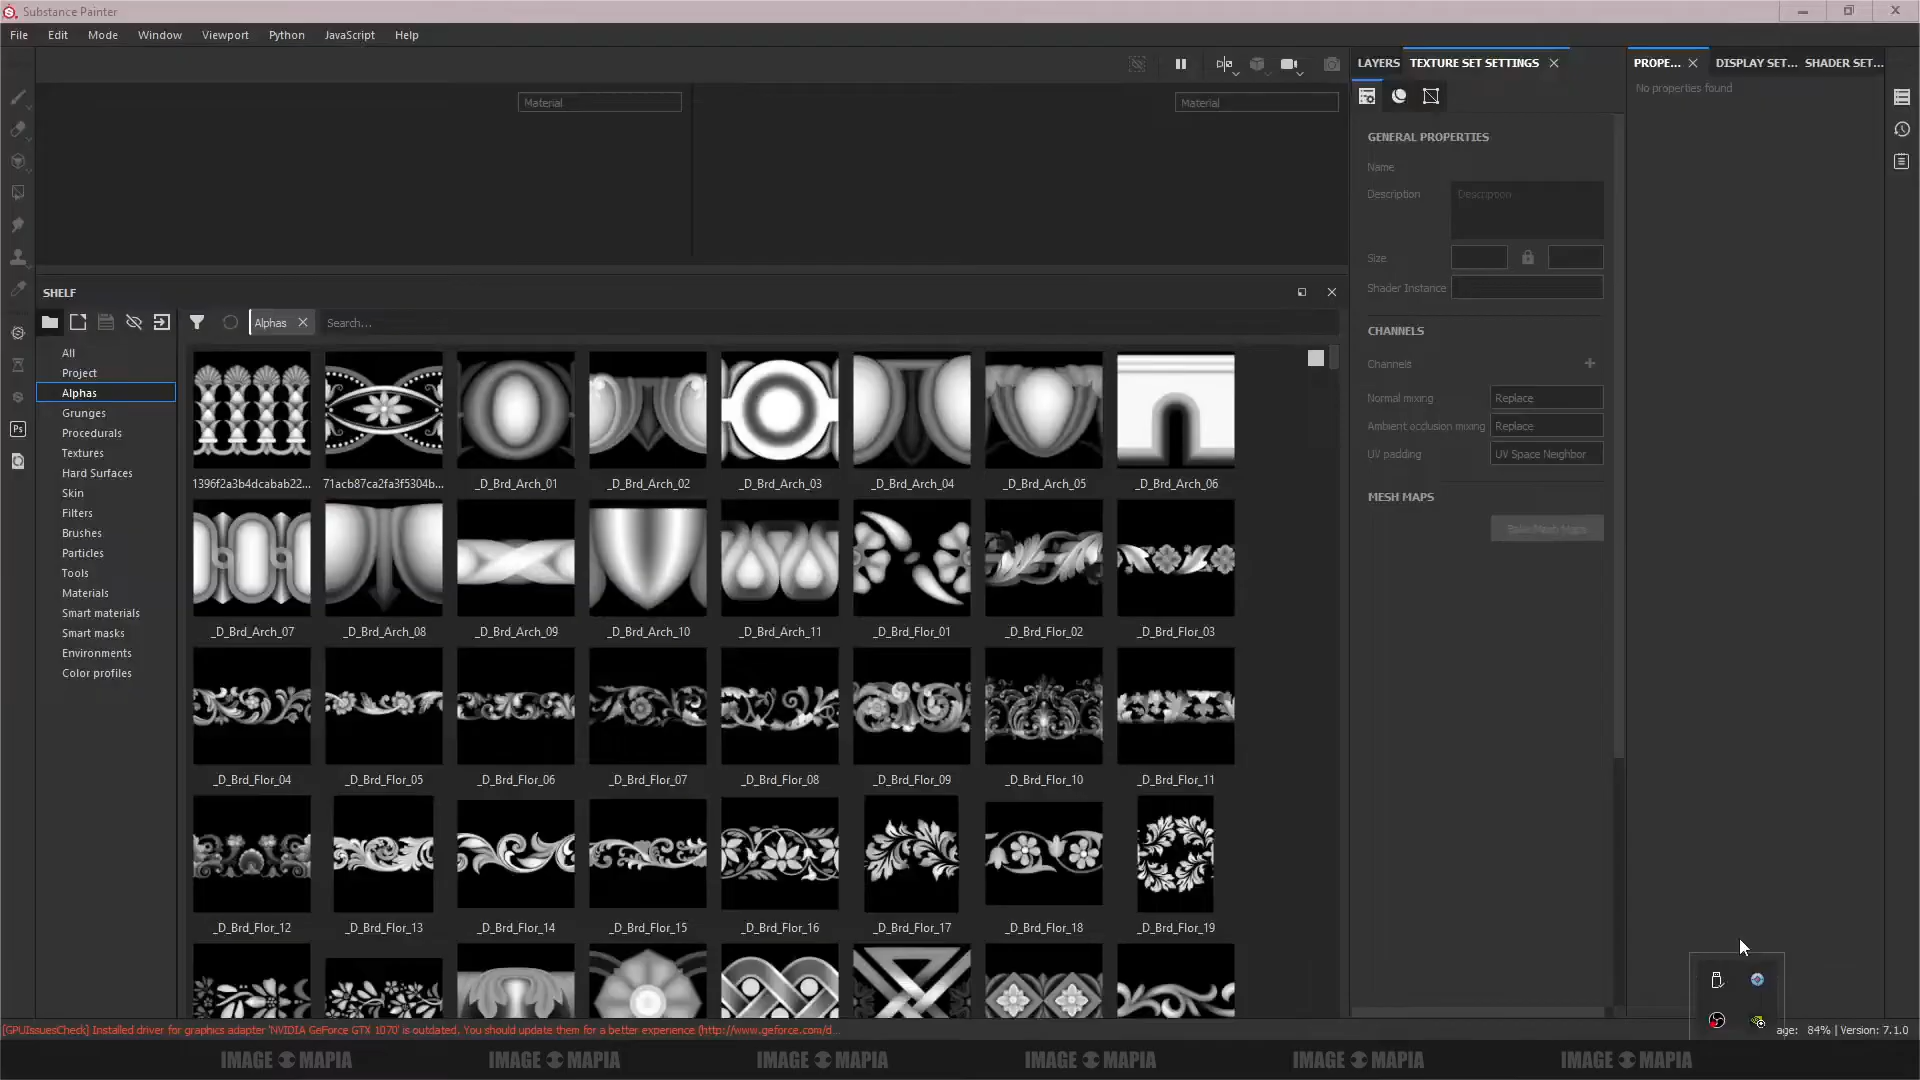 Substance Painter
File Edit Mode Window Viewport Python JavaScript Help
Material
Material
LAYERS TEXTURE SET SETTINGS
PROPE... DISPLAY SET... SHADER SET...
No properties found
GENERAL PROPERTIES
Name
Description Description
Size
Shader Instance
CHANNELS
Channels
Normal mixing Replace
Ambient occlusion mixing Replace
UV padding UV Space Neighbor
MESH MAPS
Bake Mesh Maps
SHELF
Alphas Search...
All
Project
Alphas
Grunges
Procedurals
Textures
Hard Surfaces
Skin
Filters
Brushes
Particles
Tools
Materials
Smart materials
Smart masks
Environments
Color profiles
1396f2a3b4dcabab22... 71acb87ca2fa3f5304b... _D_Brd_Arch_01 _D_Brd_Arch_02 _D_Brd_Arch_03 _D_Brd_Arch_04 _D_Brd_Arch_05 _D_Brd_Arch_06
_D_Brd_Arch_07 _D_Brd_Arch_08 _D_Brd_Arch_09 _D_Brd_Arch_10 _D_Brd_Arch_11 _D_Brd_Flor_01 _D_Brd_Flor_02 _D_Brd_Flor_03
_D_Brd_Flor_04 _D_Brd_Flor_05 _D_Brd_Flor_06 _D_Brd_Flor_07 _D_Brd_Flor_08 _D_Brd_Flor_09 _D_Brd_Flor_10 _D_Brd_Flor_11
_D_Brd_Flor_12 _D_Brd_Flor_13 _D_Brd_Flor_14 _D_Brd_Flor_15 _D_Brd_Flor_16 _D_Brd_Flor_17 _D_Brd_Flor_18 _D_Brd_Flor_19
Ps
[GPUIssuesCheck] Installed driver for graphics adapter 'NVIDIA GeForce GTX 1070' is outdated. You should update them for a better experience (http://www.geforce.com/d...
age: 84% | Version: 7.1.0
IMAGE MAPIA IMAGE MAPIA IMAGE MAPIA IMAGE MAPIA IMAGE MAPIA IMAGE MAPIA